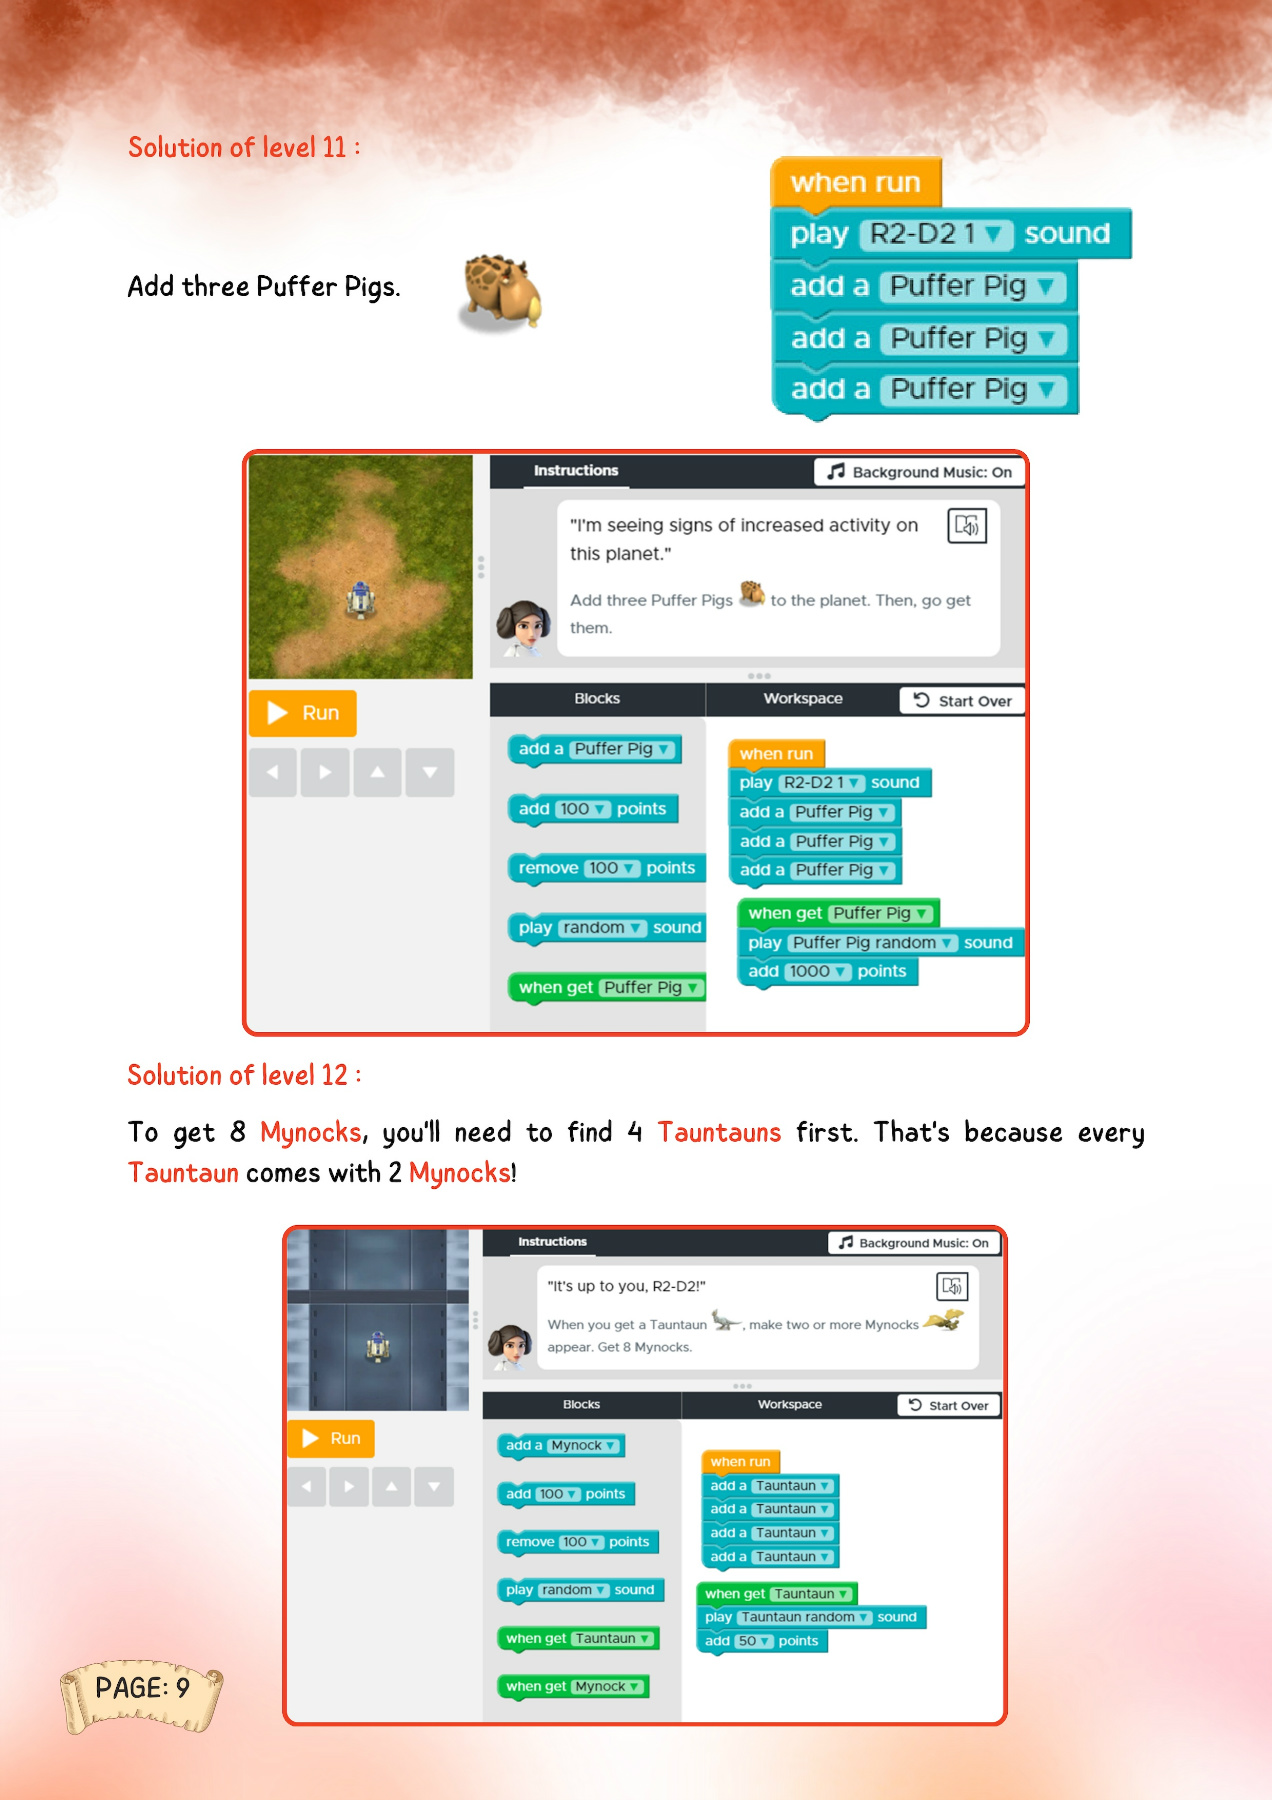 Solution of level 11 :
when run
play R2-D2 1 ▼ sound
add a Puffer Pig ▼
add a Puffer Pig ▼
add a Puffer Pig ▼
Add three Puffer Pigs.
Instructions
Background Music: On
"I'm seeing signs of increased activity on
this planet."
Add three Puffer Pigs to the planet. Then, go get
them.
Run
Blocks
Workspace
Start Over
add a Puffer Pig ▼
add 100 ▼ points
remove 100 ▼ points
play random ▼ sound
when get Puffer Pig ▼
when run
play R2-D2 1 ▼ sound
add a Puffer Pig ▼
add a Puffer Pig ▼
add a Puffer Pig ▼
when get Puffer Pig ▼
play Puffer Pig random ▼ sound
add 1000 ▼ points
Solution of level 12 :
To get 8 Mynocks, you'll need to find 4 Tauntauns first. That's because every
Tauntaun comes with 2 Mynocks!
Instructions
Background Music: On
"It's up to you, R2-D2!"
When you get a Tauntaun , make two or more Mynocks
appear. Get 8 Mynocks.
Run
Blocks
Workspace
Start Over
add a Mynock ▼
add 100 ▼ points
remove 100 ▼ points
play random ▼ sound
when get Tauntaun ▼
when get Mynock ▼
when run
add a Tauntaun ▼
add a Tauntaun ▼
add a Tauntaun ▼
add a Tauntaun ▼
when get Tauntaun ▼
play Tauntaun random ▼ sound
add 50 ▼ points
PAGE: 9